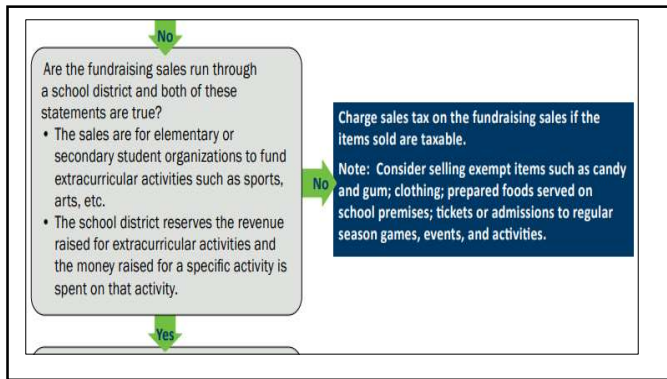 No
Are the fundraising sales run through
a school district and both of these
statements are true?
• The sales are for elementary or
secondary student organizations to fund
extracurricular activities such as sports,
arts, etc.
• The school district reserves the revenue
raised for extracurricular activities and
the money raised for a specific activity is
spent on that activity.
No
Charge sales tax on the fundraising sales if the
items sold are taxable.
Note: Consider selling exempt items such as candy
and gum; clothing; prepared foods served on
school premises; tickets or admissions to regular
season games, events, and activities.
Yes